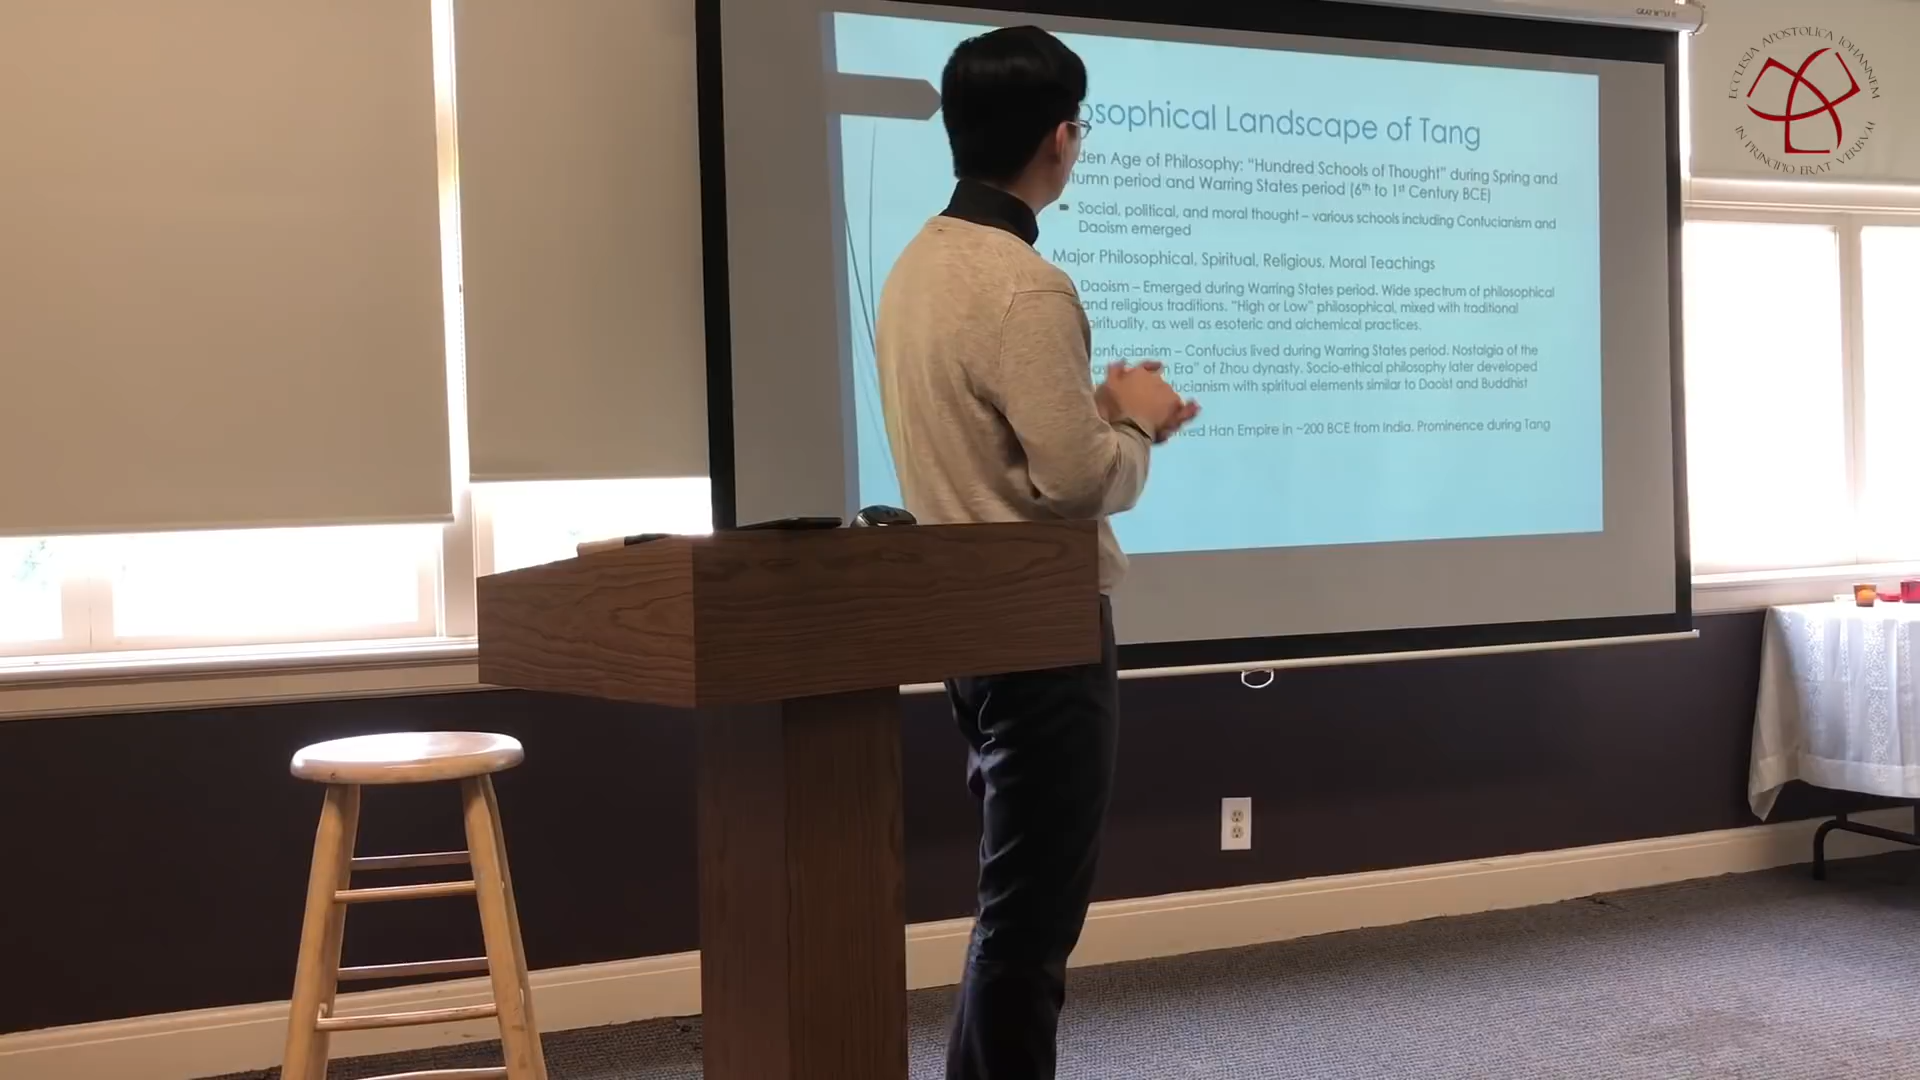 osophical Landscape of Tang
den Age of Philosophy: “Hundred Schools of Thought” during Spring and
tumn period and Warring States period (6th to 1st Century BCE)
Social, political, and moral thought – various schools including Confucianism and
Daoism emerged
Major Philosophical, Spiritual, Religious, Moral Teachings
Daoism – Emerged during Warring States period. Wide spectrum of philosophical
and religious traditions. “High or Low” philosophical, mixed with traditional
pirituality, as well as esoteric and alchemical practices.
onfucianism – Confucius lived during Warring States period. Nostalgia of the
Era” of Zhou dynasty. Socio-ethical philosophy later developed
ucianism with spiritual elements similar to Daoist and Buddhist
ved Han Empire in ~200 BCE from India. Prominence during Tang
ECCLESIA APOSTOLICA IOHANNEM
IN PRINCIPIO ERAT VERBVM